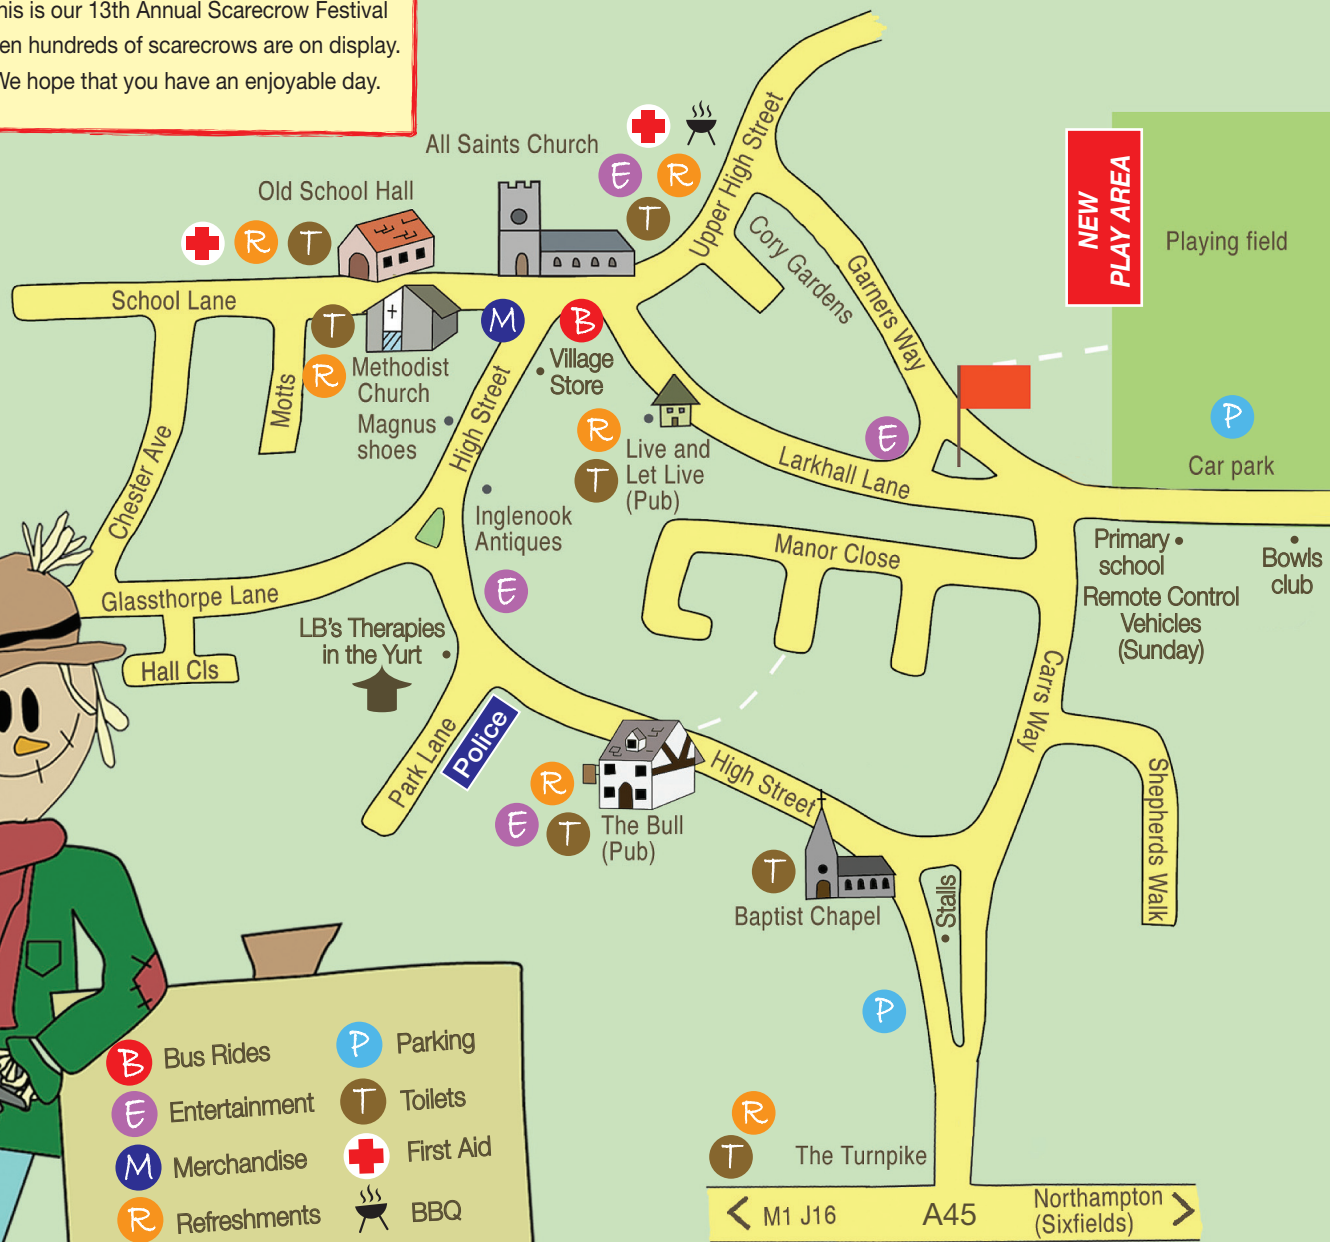 his is our 13th Annual Scarecrow Festival
en hundreds of scarecrows are on display.
We hope that you have an enjoyable day.
All Saints Church
E R
T
Old School Hall
R T
School Lane
Upper High Street
Cory Gardens
Garners Way
NEW
PLAY AREA
Playing field
P
Car park
T
R
Methodist
Church
M
B
Village
Store
Motts
Magnus
shoes
High Street
Chester Ave
R
T
Live and
Let Live
(Pub)
E
Larkhall Lane
Inglenook
Antiques
E
Manor Close
Primary
school
Bowls
club
Remote Control
Vehicles
(Sunday)
Glassthorpe Lane
Hall Cls
LB's Therapies
in the Yurt
Park Lane
Police
R
E T
The Bull
(Pub)
High Street
Carrs Way
Shepherds Walk
T
Baptist Chapel
Stalls
P
R
T
The Turnpike
M1 J16
A45
Northampton
(Sixfields)
B Bus Rides
E Entertainment
M Merchandise
R Refreshments
P Parking
T Toilets
First Aid
BBQ